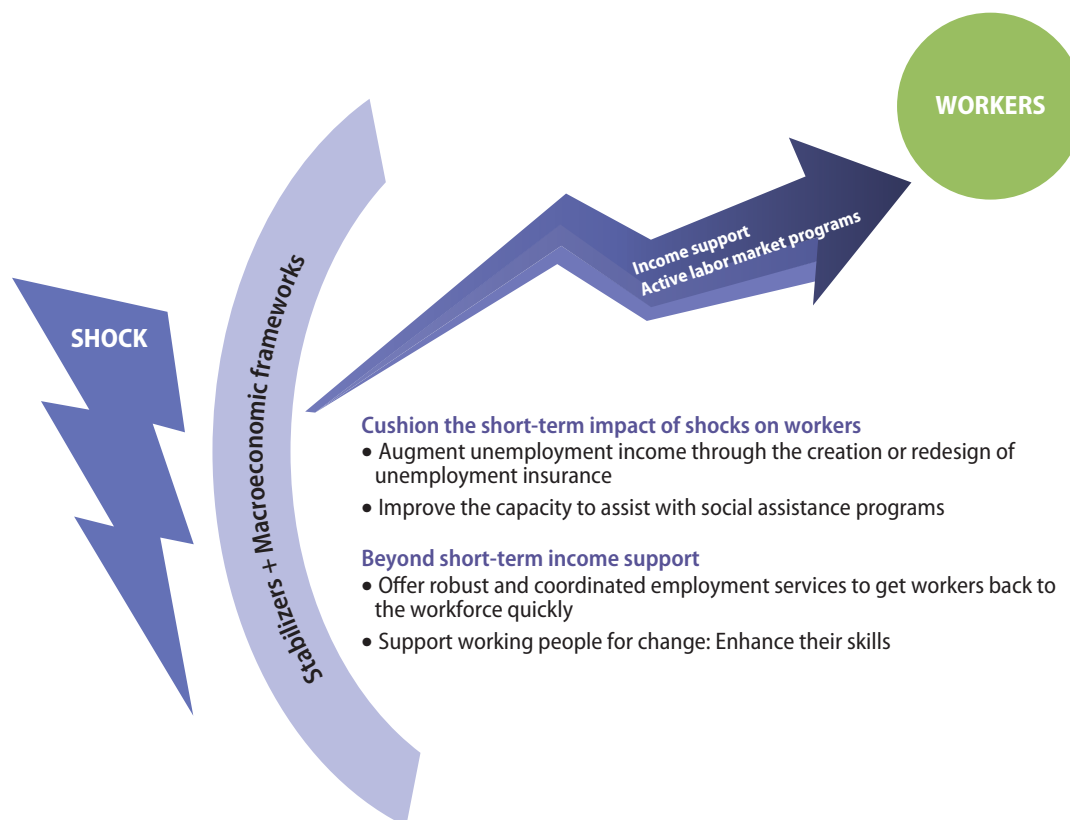 WORKERS
Income support
Active labor market programs
SHOCK
Stabilizers + Macroeconomic frameworks
Cushion the short-term impact of shocks on workers
• Augment unemployment income through the creation or redesign of
unemployment insurance
• Improve the capacity to assist with social assistance programs
Beyond short-term income support
• Offer robust and coordinated employment services to get workers back to
the workforce quickly
• Support working people for change: Enhance their skills